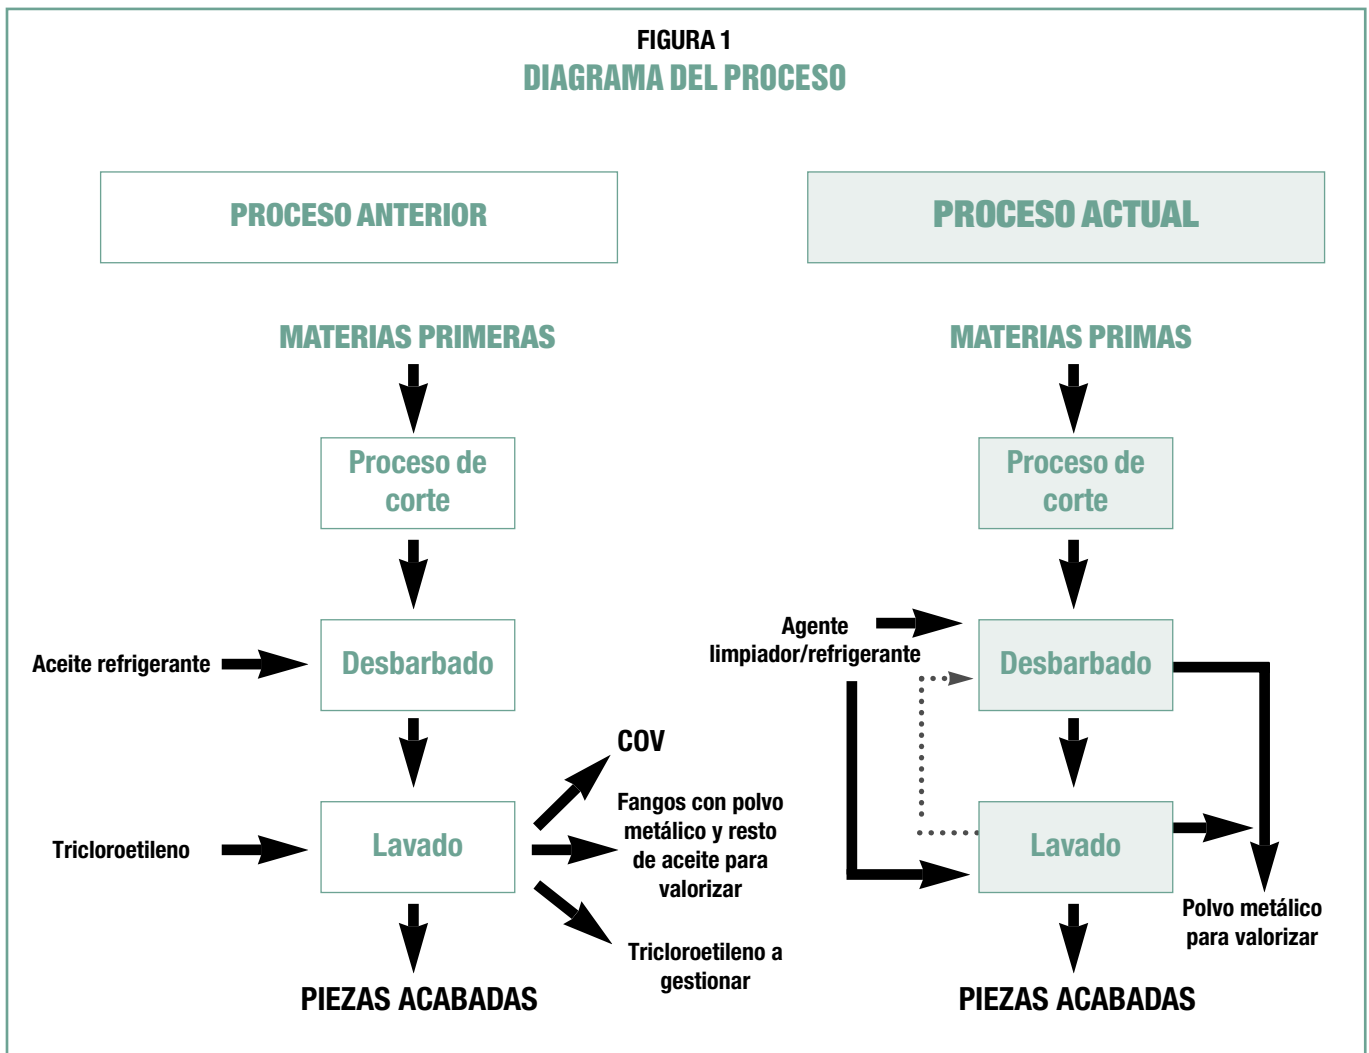 FIGURA 1
DIAGRAMA DEL PROCESO
PROCESO ANTERIOR
MATERIAS PRIMERAS
Proceso de
corte
Aceite refrigerante
Desbarbado
Tricloroetileno
Lavado
COV
Fangos con polvo
metálico y resto
de aceite para
valorizar
Tricloroetileno a
gestionar
PIEZAS ACABADAS
PROCESO ACTUAL
MATERIAS PRIMAS
Proceso de
corte
Agente
limpiador/refrigerante
Desbarbado
Lavado
Polvo metálico
para valorizar
PIEZAS ACABADAS